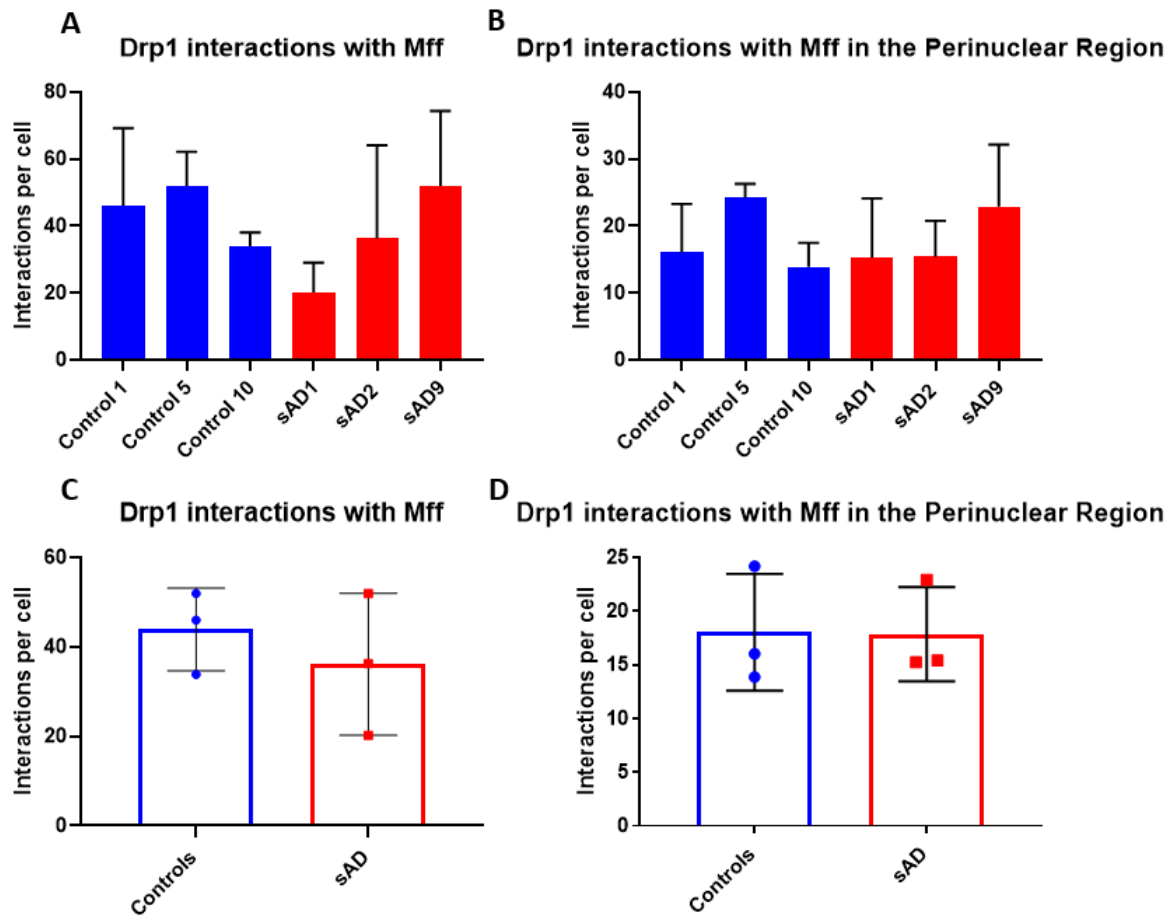 A
Drp1 interactions with Mff
Interactions per cell
80
60
40
20
0
Control 1
Control 5
Control 10
sAD1
sAD2
sAD9
B
Drp1 interactions with Mff in the Perinuclear Region
Interactions per cell
40
30
20
10
0
Control 1
Control 5
Control 10
sAD1
sAD2
sAD9
C
Drp1 interactions with Mff
Interactions per cell
60
40
20
0
Controls
sAD
D
Drp1 interactions with Mff in the Perinuclear Region
Interactions per cell
25
20
15
10
5
0
Controls
sAD